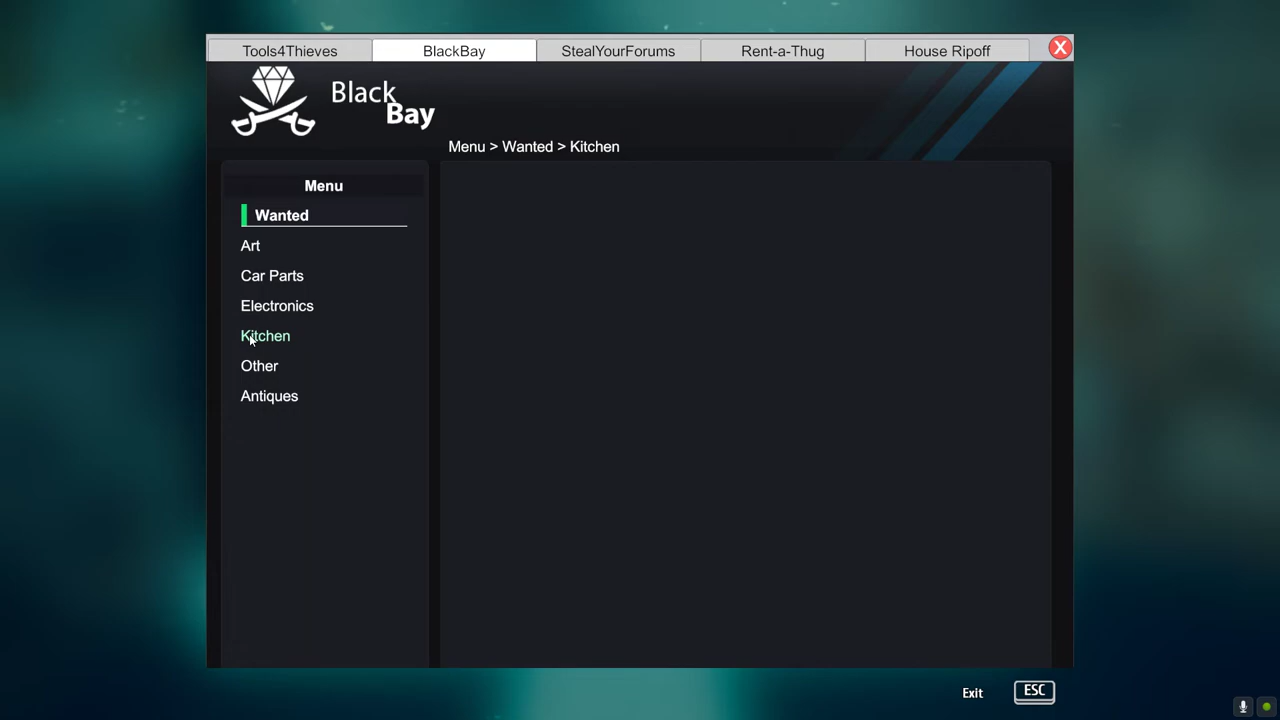 Tools4Thieves
BlackBay
StealYourForums
Rent-a-Thug
House Ripoff
X
Black
Bay
Menu > Wanted > Kitchen
Menu
Wanted
Art
Car Parts
Electronics
Kitchen
Other
Antiques
Exit
ESC